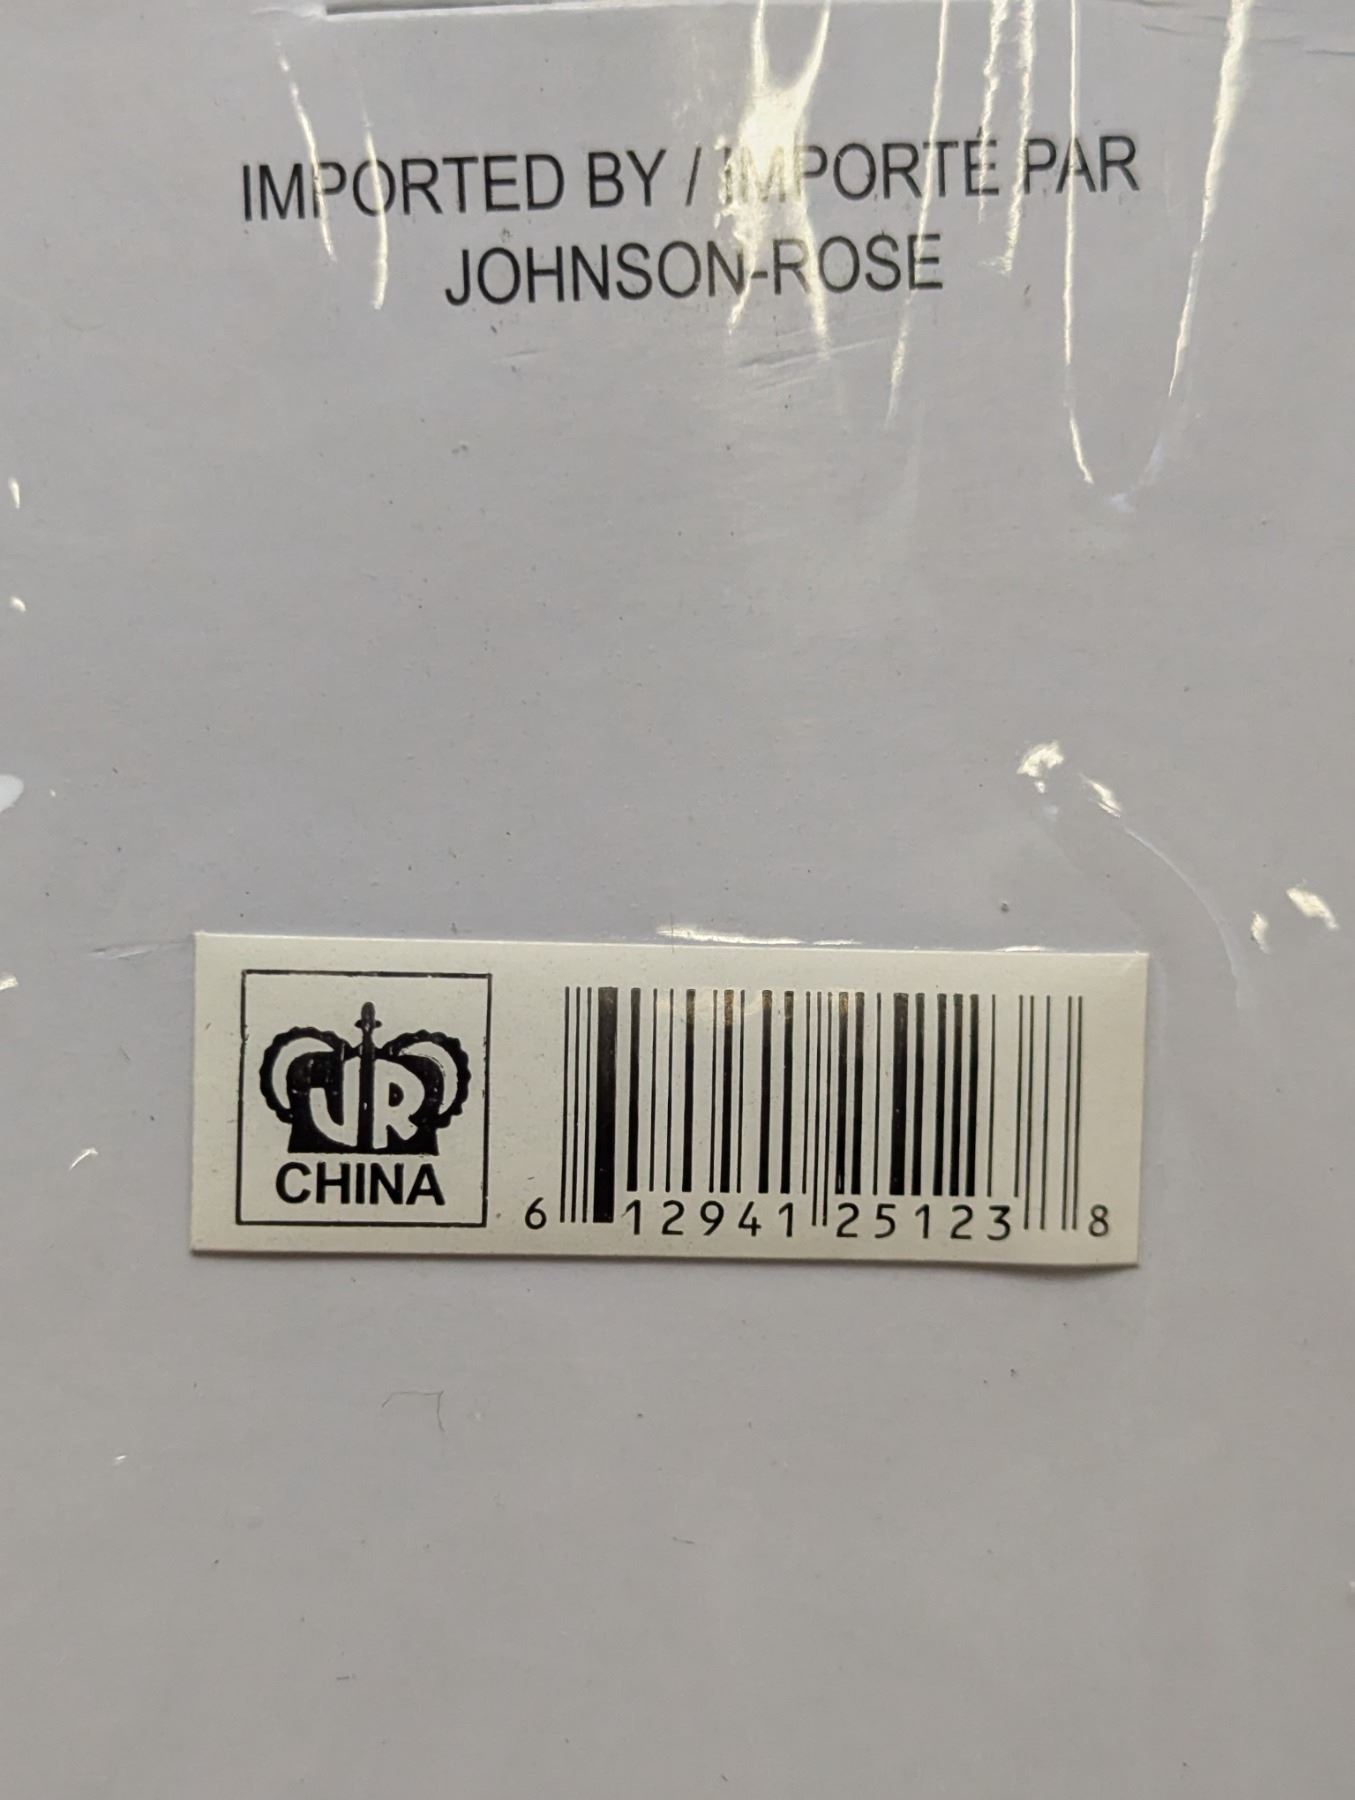 IMPORTED BY / IMPORTÉ PAR
JOHNSON-ROSE
JR
CHINA
6 12941 25123 8